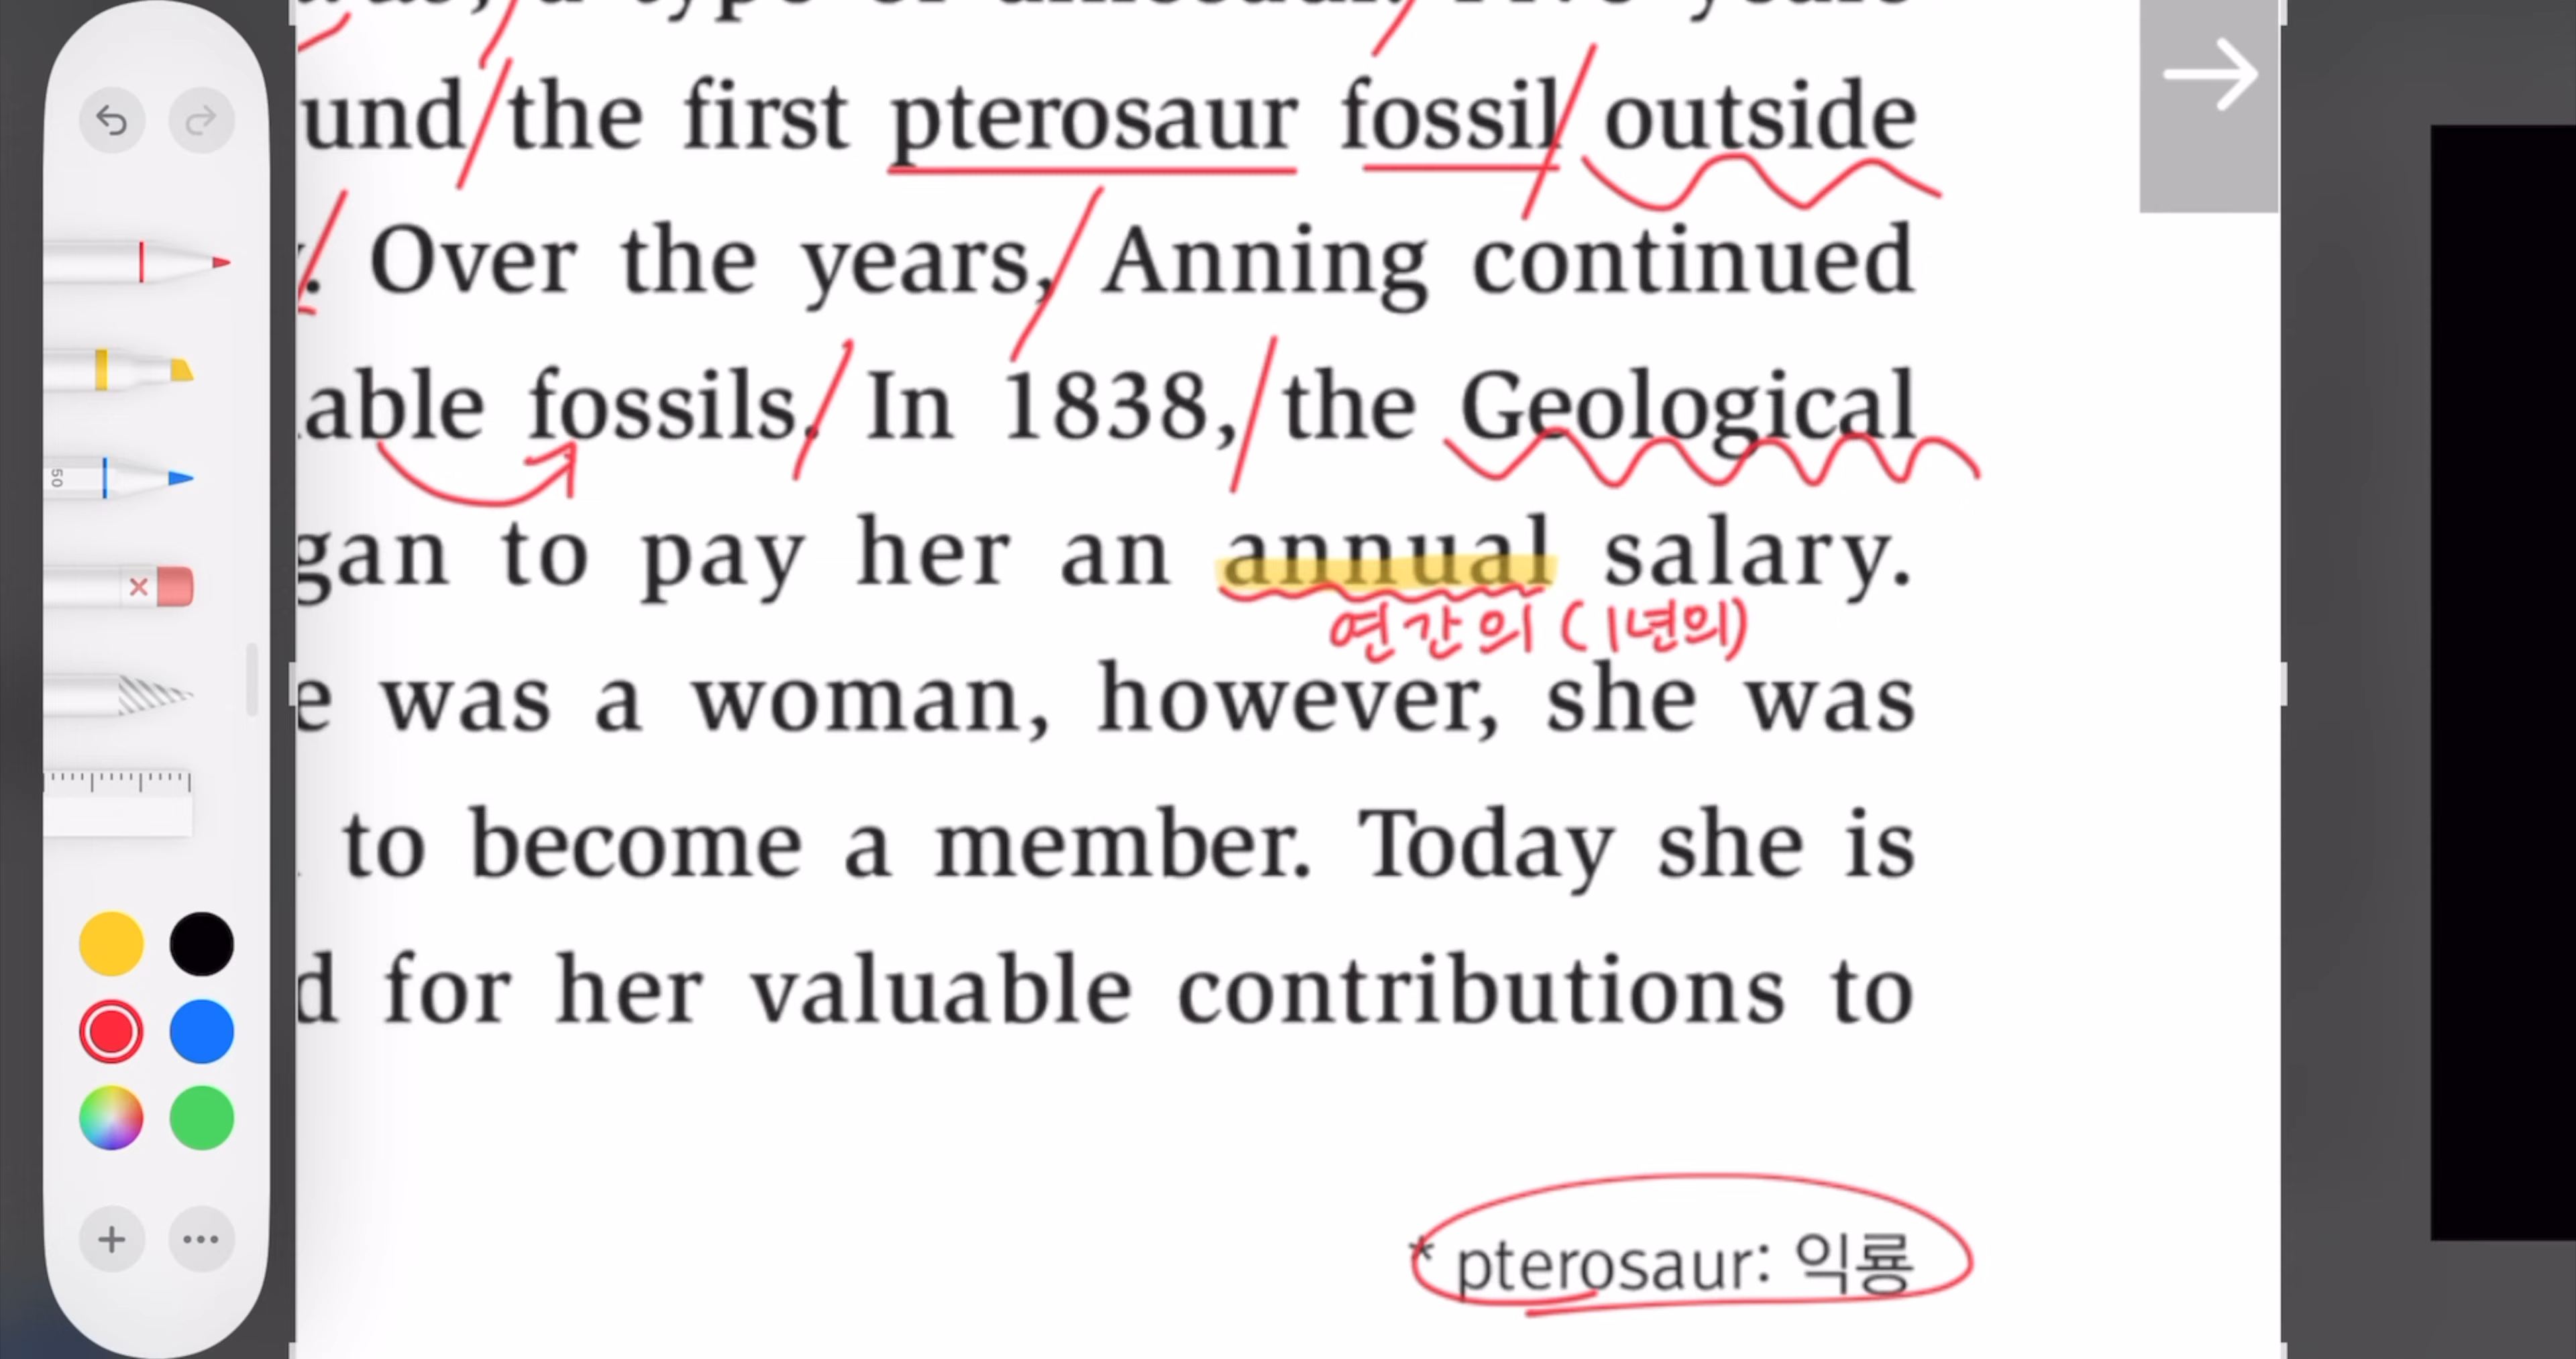 und the first pterosaur fossil outside
. Over the years, Anning continued
able fossils. In 1838, the Geological
gan to pay her an annual salary.
연간의 (1년의)
e was a woman, however, she was
to become a member. Today she is
d for her valuable contributions to
* pterosaur: 익룡
50